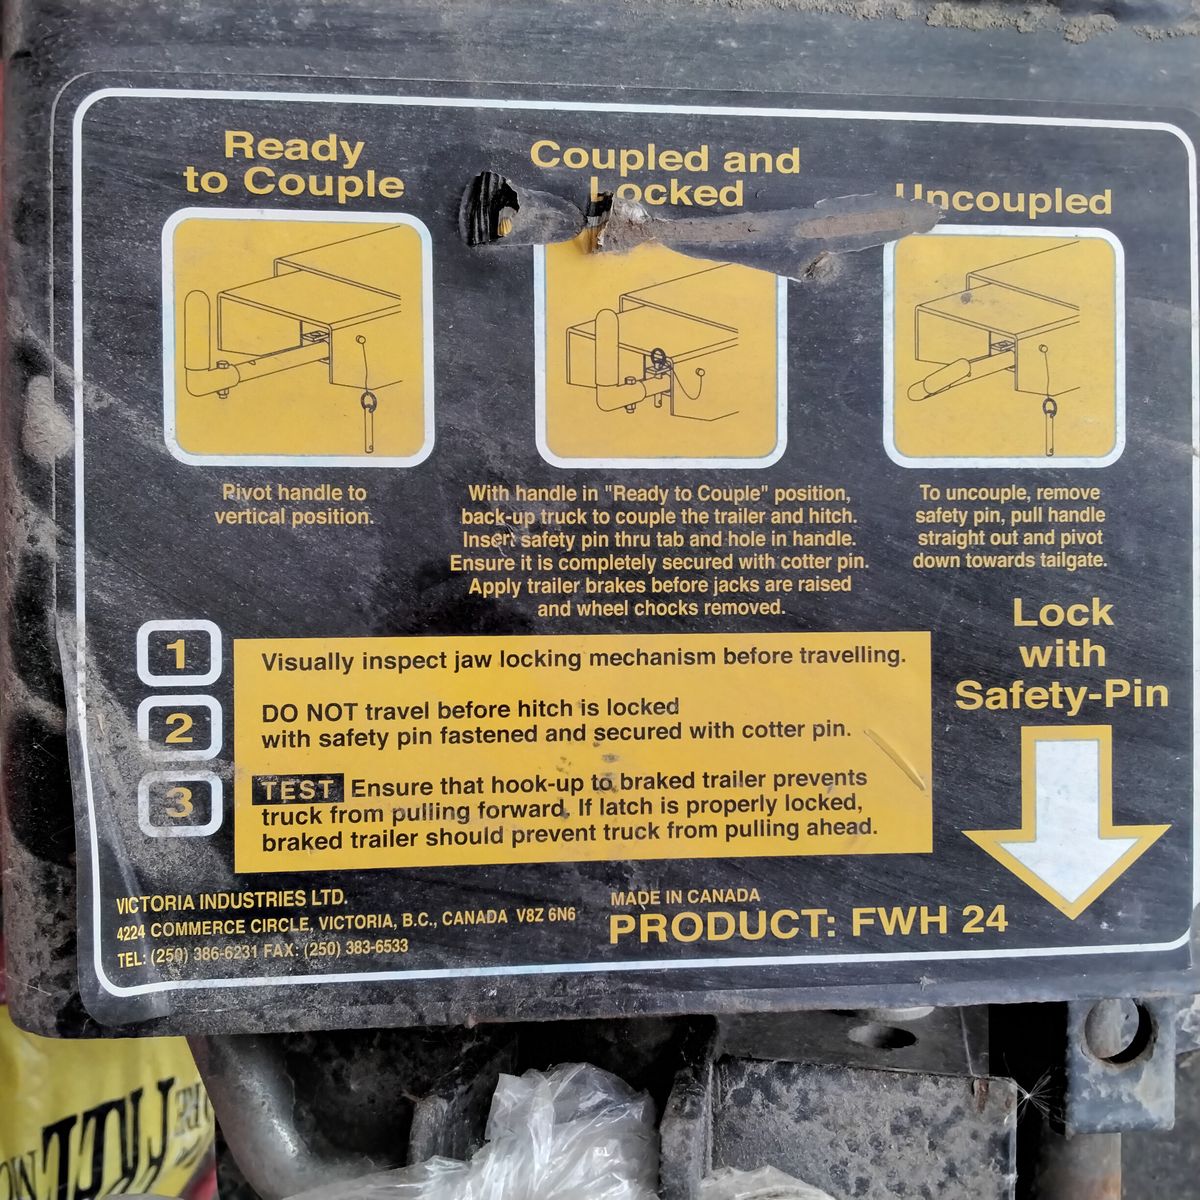 Ready
to Couple
Coupled and
Locked
Uncoupled
Pivot handle to
vertical position.
With handle in "Ready to Couple" position,
back-up truck to couple the trailer and hitch.
Insert safety pin thru tab and hole in handle.
Ensure it is completely secured with cotter pin.
Apply trailer brakes before jacks are raised
and wheel chocks removed.
To uncouple, remove
safety pin, pull handle
straight out and pivot
down towards tailgate.
Lock
with
Safety-Pin
1
Visually inspect jaw locking mechanism before travelling.
2
DO NOT travel before hitch is locked
with safety pin fastened and secured with cotter pin.
3
TEST Ensure that hook-up to braked trailer prevents
truck from pulling forward. If latch is properly locked,
braked trailer should prevent truck from pulling ahead.
VICTORIA INDUSTRIES LTD.
4224 COMMERCE CIRCLE, VICTORIA, B.C., CANADA V8Z 6N6
TEL: (250) 386-6231 FAX: (250) 383-6533
MADE IN CANADA
PRODUCT: FWH 24